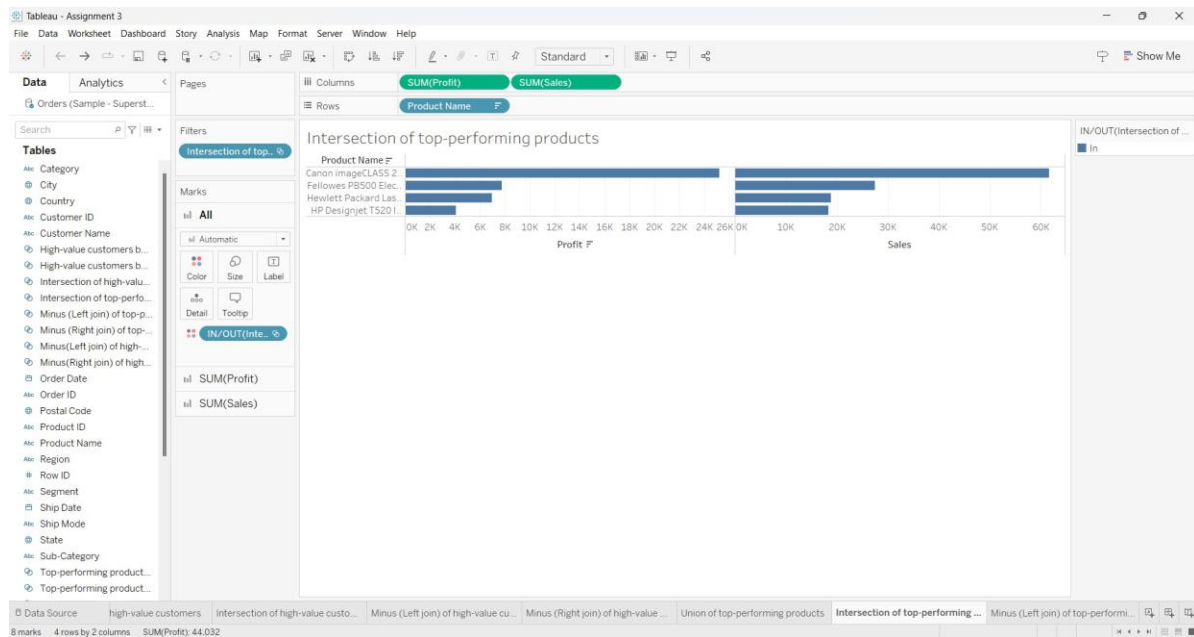 Tableau - Assignment 3
File Data Worksheet Dashboard Story Analysis Map Format Server Window Help
Standard
Show Me
Data Analytics
Orders (Sample - Superst...
Search
Tables
Abc Category
City
Country
Abc Customer ID
Abc Customer Name
High-value customers b...
High-value customers b...
Intersection of high-valu...
Intersection of top-perfo...
Minus (Left join) of top-p...
Minus (Right join) of top-...
Minus(Left join) of high-...
Minus(Right join) of high...
Order Date
Abc Order ID
Postal Code
Abc Product ID
Abc Product Name
Abc Region
# Row ID
Abc Segment
Ship Date
Abc Ship Mode
State
Abc Sub-Category
Top-performing product...
Top-performing product...
Pages
Filters
Intersection of top..
Marks
All
Automatic
Color Size Label
Detail Tooltip
IN/OUT(Inte..
SUM(Profit)
SUM(Sales)
Columns SUM(Profit) SUM(Sales)
Rows Product Name
Intersection of top-performing products
Product Name
Canon imageCLASS 2..
Fellowes PB500 Elec..
Hewlett Packard Las..
HP Designjet T520 I..
0K 2K 4K 6K 8K 10K 12K 14K 16K 18K 20K 22K 24K 26K 0K 10K 20K 30K 40K 50K 60K
Profit Sales
IN/OUT(Intersection of ...
In
Data Source high-value customers Intersection of high-value custo... Minus (Left join) of high-value cu... Minus (Right join) of high-value ... Union of top-performing products Intersection of top-performing ... Minus (Left join) of top-performi...
8 marks 4 rows by 2 columns SUM(Profit): 44.032